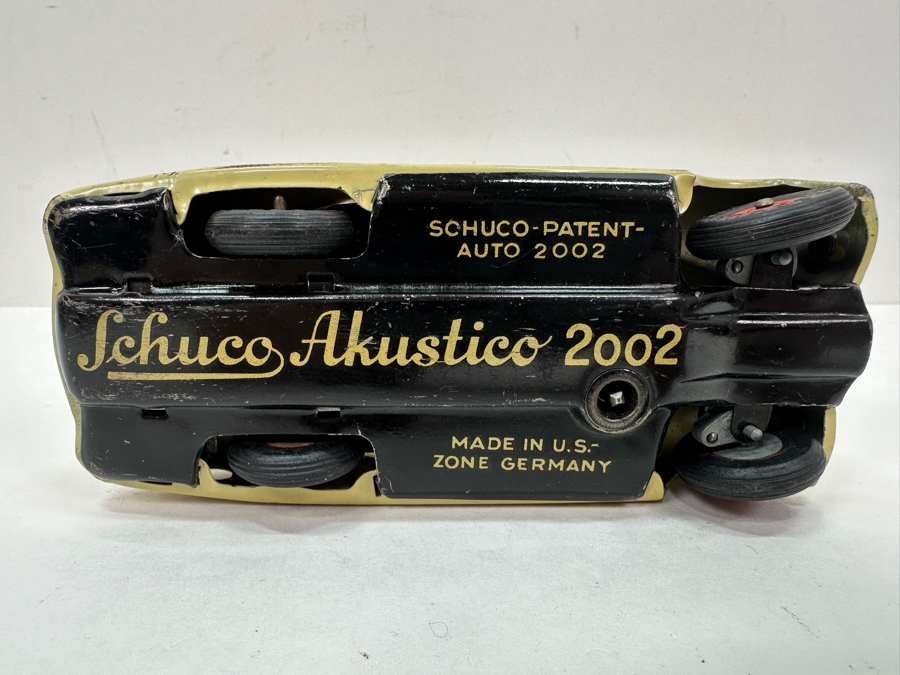 SCHUCO-PATENT-
AUTO 2002
Schuco Akustico 2002
MADE IN U.S.-
ZONE GERMANY